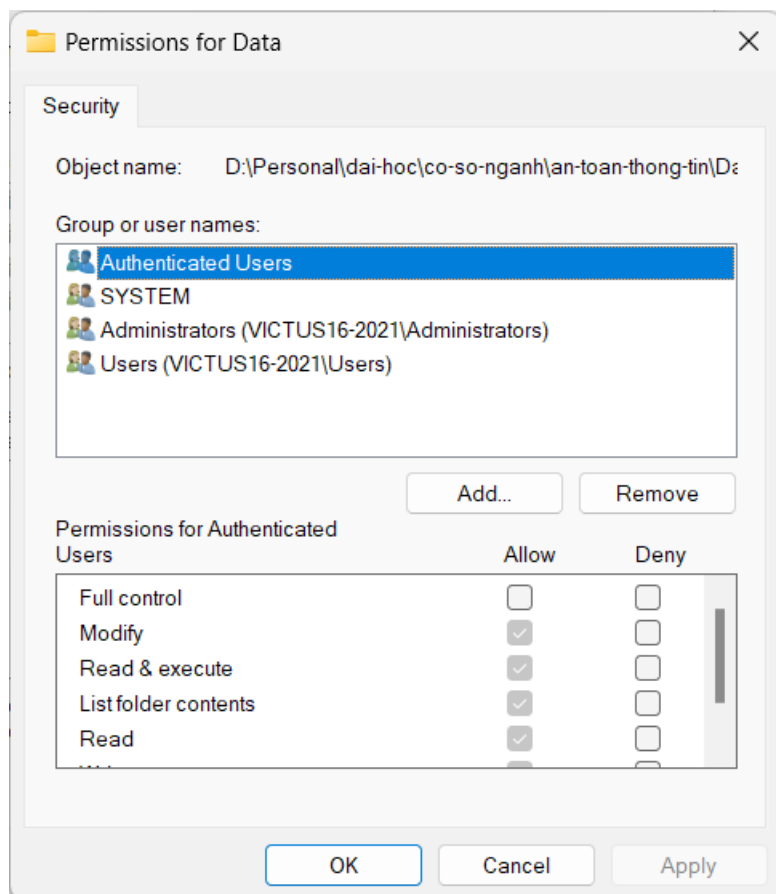 Permissions for Data
Security
Object name: D:\Personal\dai-hoc\co-so-nganh\an-toan-thong-tin\Da
Group or user names:
Authenticated Users
SYSTEM
Administrators (VICTUS16-2021\Administrators)
Users (VICTUS16-2021\Users)
Add... Remove
Permissions for Authenticated
Users Allow Deny
Full control
Modify
Read & execute
List folder contents
Read
OK Cancel Apply